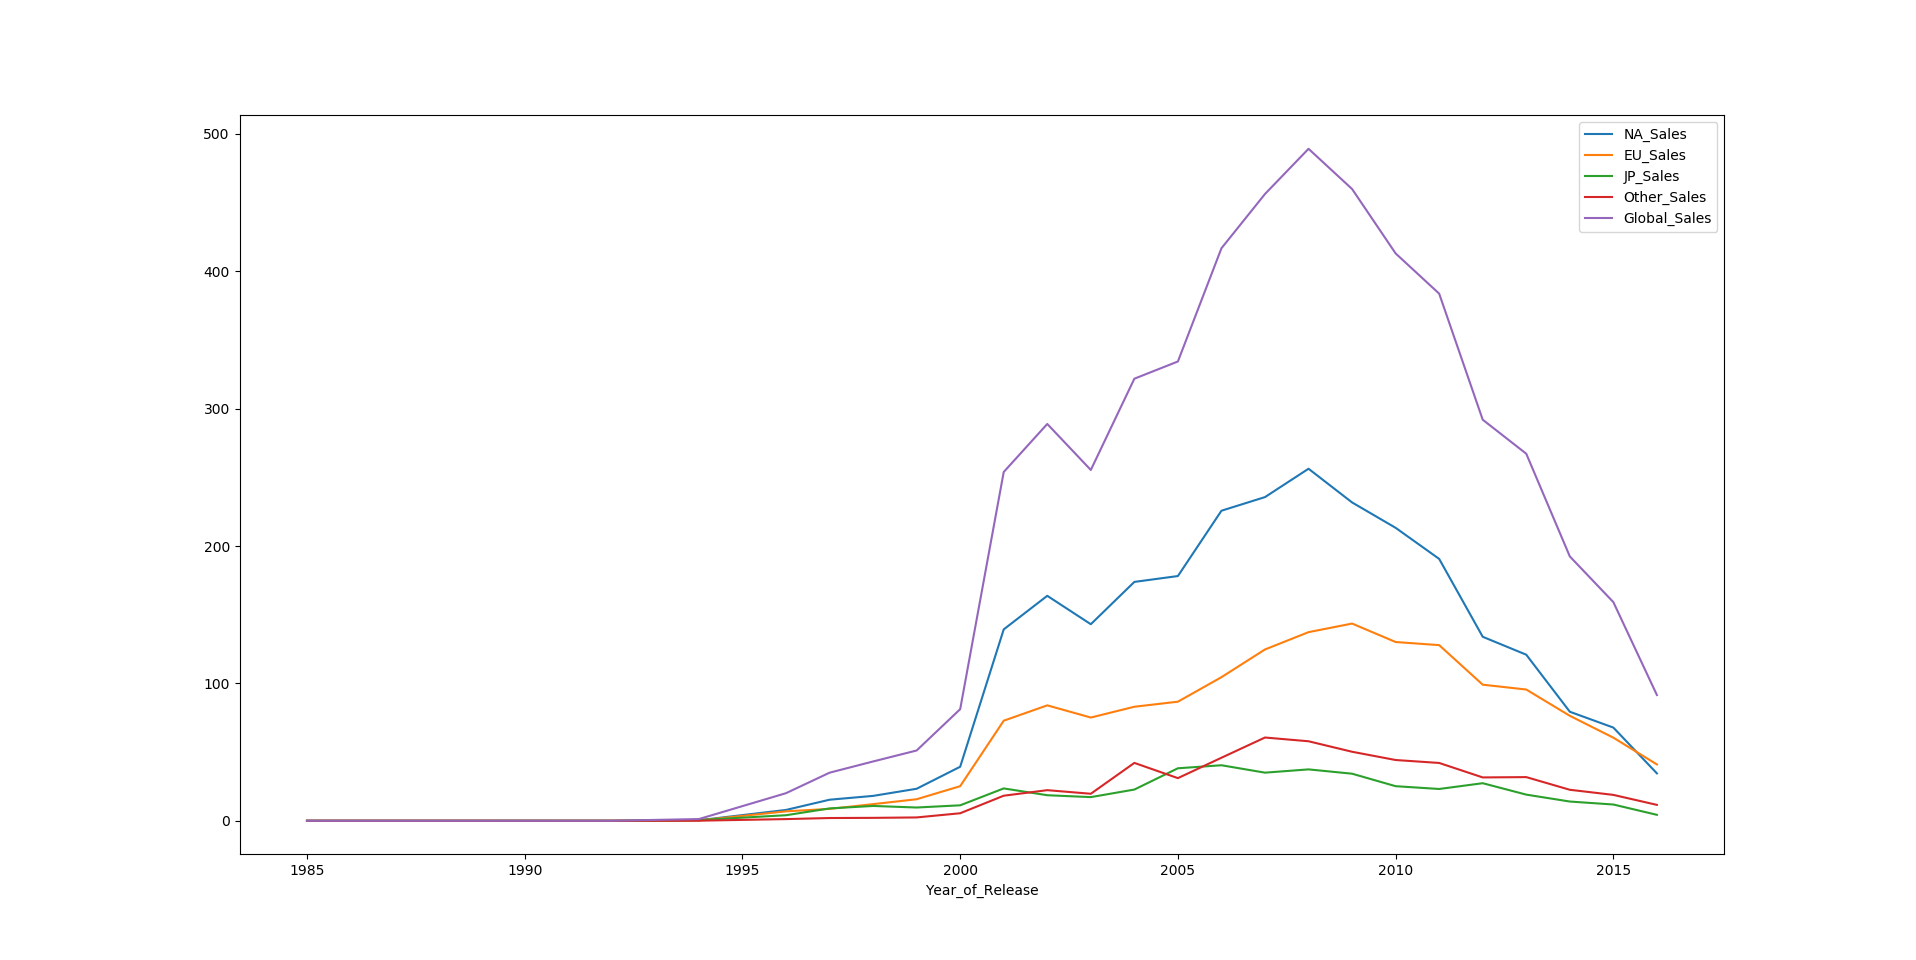 500
400
300
200
100
0
1985 1990 1995 2000 2005 2010 2015
Year_of_Release
NA_Sales
EU_Sales
JP_Sales
Other_Sales
Global_Sales